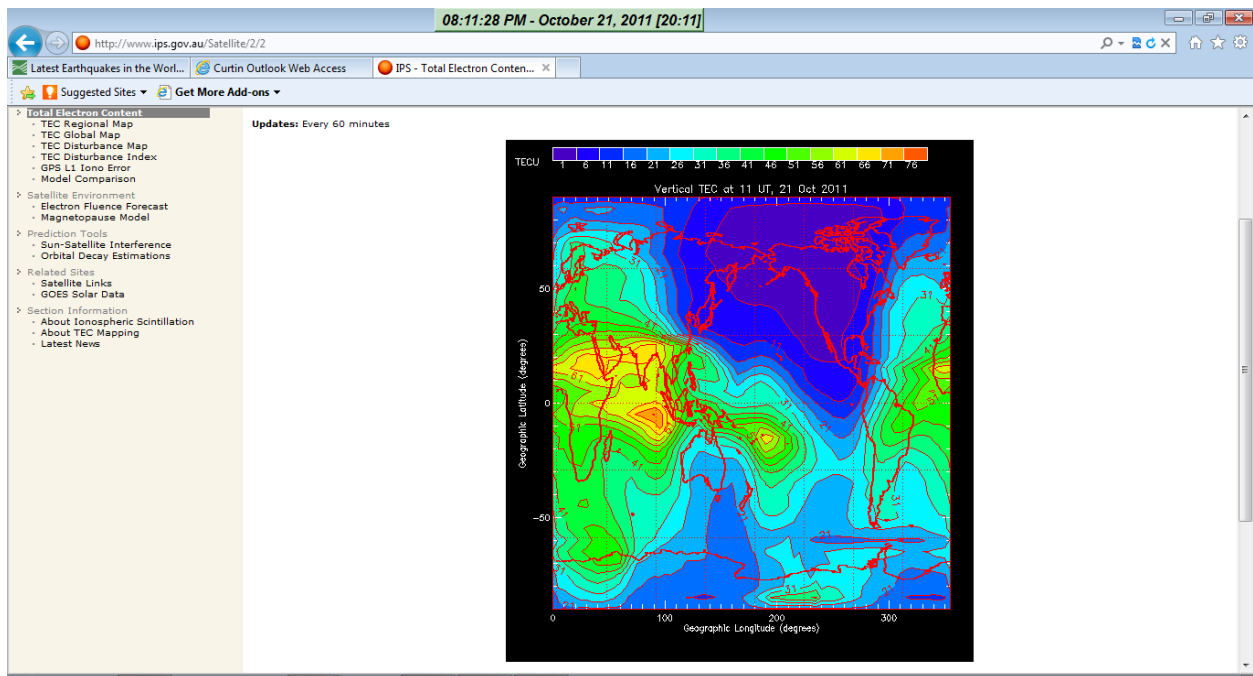 08:11:28 PM - October 21, 2011 [20:11]
http://www.ips.gov.au/Satellite/2/2
Latest Earthquakes in the Worl...
Curtin Outlook Web Access
IPS - Total Electron Conten...
Suggested Sites
Get More Add-ons
Total Electron Content
TEC Regional Map
TEC Global Map
TEC Disturbance Map
TEC Disturbance Index
GPS L1 Iono Error
Model Comparison
Satellite Environment
Electron Fluence Forecast
Magnetopause Model
Prediction Tools
Sun-Satellite Interference
Orbital Decay Estimations
Related Sites
Satellite Links
GOES Solar Data
Section Information
About Ionospheric Scintillation
About TEC Mapping
Latest News
Updates: Every 60 minutes
TECU
1 6 11 16 21 26 31 36 41 46 51 56 61 66 71 76
Vertical TEC at 11 UT, 21 Oct 2011
Geographic Latitude (degrees)
50
0
-50
0 100 200 300
Geographic Longitude (degrees)